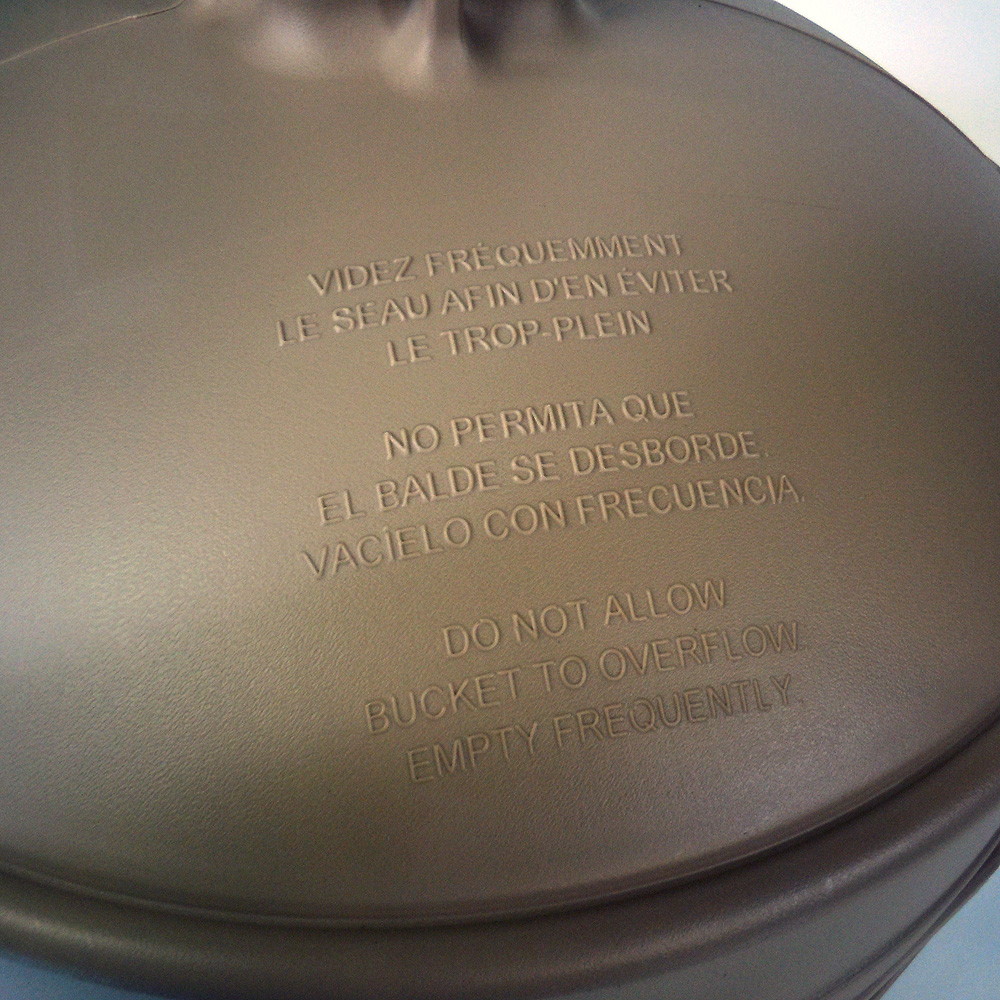 VIDEZ FRÉQUEMMENT
LE SEAU AFIN D'EN ÉVITER
LE TROP-PLEIN
NO PERMITA QUE
EL BALDE SE DESBORDE.
VACÍELO CON FRECUENCIA.
DO NOT ALLOW
BUCKET TO OVERFLOW.
EMPTY FREQUENTLY.